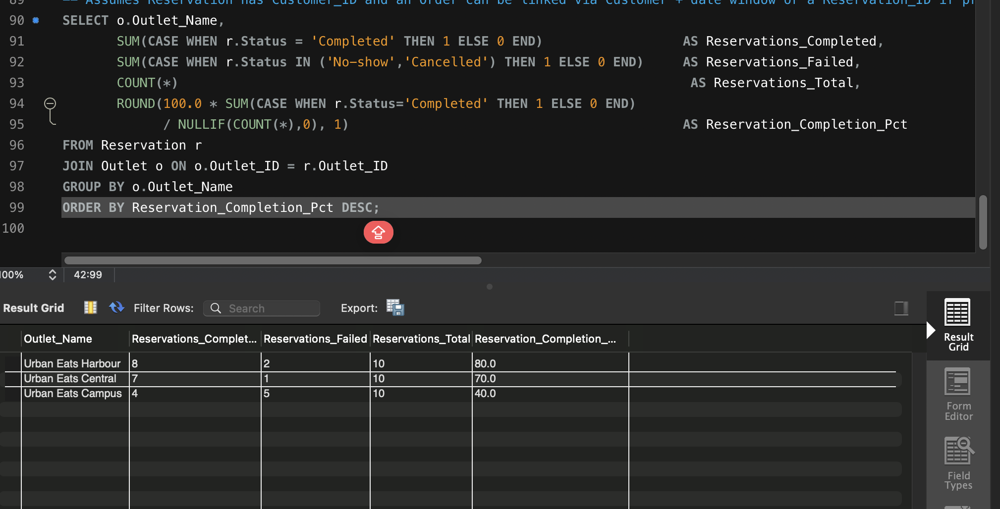 89 -- Assumes Reservation has Customer_ID and an Order can be linked via Customer + date window or a Reservation_ID if
90 SELECT o.Outlet_Name,
91 SUM(CASE WHEN r.Status = 'Completed' THEN 1 ELSE 0 END) AS Reservations_Completed,
92 SUM(CASE WHEN r.Status IN ('No-show','Cancelled') THEN 1 ELSE 0 END) AS Reservations_Failed,
93 COUNT(*) AS Reservations_Total,
94 ROUND(100.0 * SUM(CASE WHEN r.Status='Completed' THEN 1 ELSE 0 END)
95 / NULLIF(COUNT(*),0), 1) AS Reservation_Completion_Pct
96 FROM Reservation r
97 JOIN Outlet o ON o.Outlet_ID = r.Outlet_ID
98 GROUP BY o.Outlet_Name
99 ORDER BY Reservation_Completion_Pct DESC;
100
100% 42:99
Result Grid Filter Rows: Search Export:
Outlet_Name Reservations_Complet... Reservations_Failed Reservations_Total Reservation_Completion_...
Urban Eats Harbour 8 2 10 80.0
Urban Eats Central 7 1 10 70.0
Urban Eats Campus 4 5 10 40.0
Result
Grid
Form
Editor
Field
Types